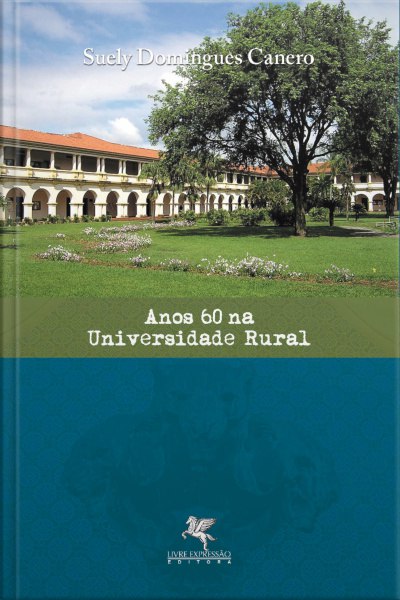 Suely Domingues Canero
Anos 60 na
Universidade Rural
LIVRE EXPRESSÃO
EDITORA